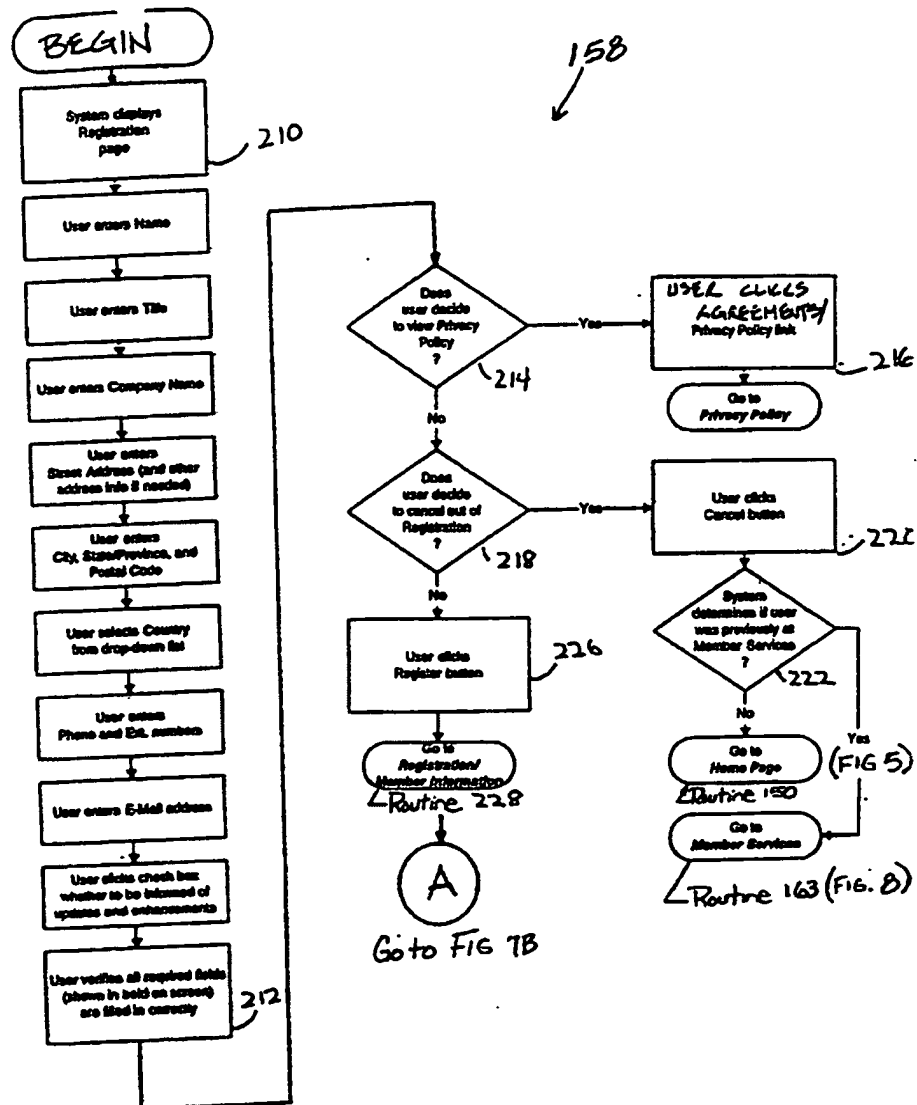 BEGIN
158
System displays
Registration
page
210
User enters Name
User enters Title
User enters Company Name
User enters
Street Address (and other
address info if needed)
User enters
City, State/Province, and
Postal Code
User selects Country
from drop-down list
User enters
Phone and Ext. numbers
User enters E-Mail address
User clicks check box
whether to be informed of
updates and enhancements
User verifies all required fields
(shown in bold on screen)
are filled in correctly
212
Does
user decide
to view Privacy
Policy
?
214
Yes
USER CLICKS
AGREEMENTS/
Privacy Policy link
216
Go to
Privacy Policy
No
Does
user decide
to cancel out of
Registration
?
218
Yes
User clicks
Cancel button
No
User clicks
Register button
226
Go to
Registration/
Member Information
Routine 228
A
Go to FIG 7B
System
determines if user
was previously at
Member Services
?
222
No
Yes
(FIG 5)
Go to
Home Page
Routine 150
Go to
Member Services
Routine 163 (FIG. 8)